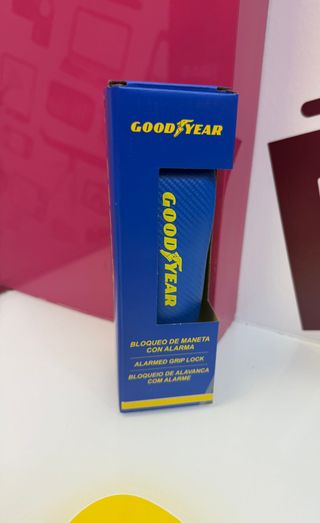 GOODYEAR
GOODYEAR
BLOQUEO DE MANETA
CON ALARMA
ALARMED GRIP LOCK
BLOQUEIO DE ALAVANCA
COM ALARME